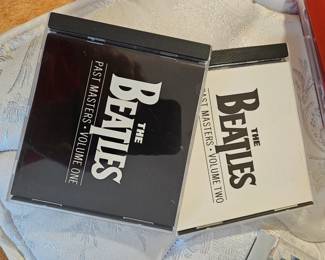 THE
BEATLES
PAST MASTERS • VOLUME ONE
THE
BEATLES
PAST MASTERS • VOLUME TWO